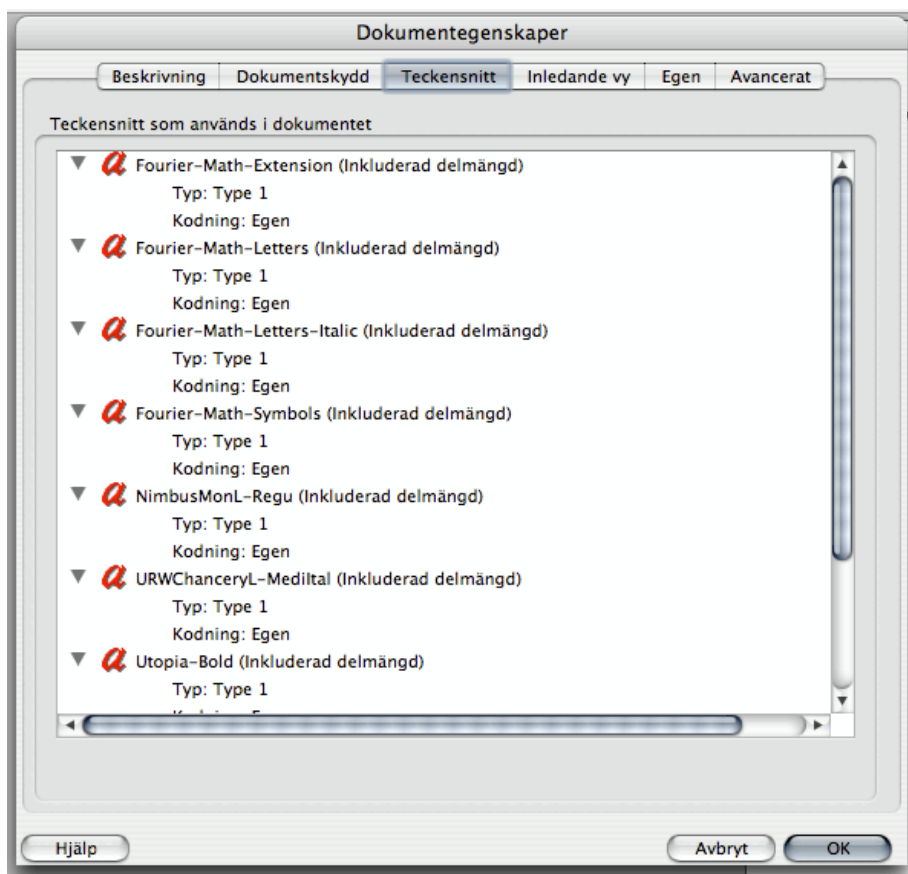 Dokumentegenskaper
Beskrivning Dokumentskydd Teckensnitt Inledande vy Egen Avancerat
Teckensnitt som används i dokumentet
Fourier-Math-Extension (Inkluderad delmängd)
Typ: Type 1
Kodning: Egen
Fourier-Math-Letters (Inkluderad delmängd)
Typ: Type 1
Kodning: Egen
Fourier-Math-Letters-Italic (Inkluderad delmängd)
Typ: Type 1
Kodning: Egen
Fourier-Math-Symbols (Inkluderad delmängd)
Typ: Type 1
Kodning: Egen
NimbusMonL-Regu (Inkluderad delmängd)
Typ: Type 1
Kodning: Egen
URWChanceryL-MediItal (Inkluderad delmängd)
Typ: Type 1
Kodning: Egen
Utopia-Bold (Inkluderad delmängd)
Typ: Type 1
Hjälp Avbryt OK